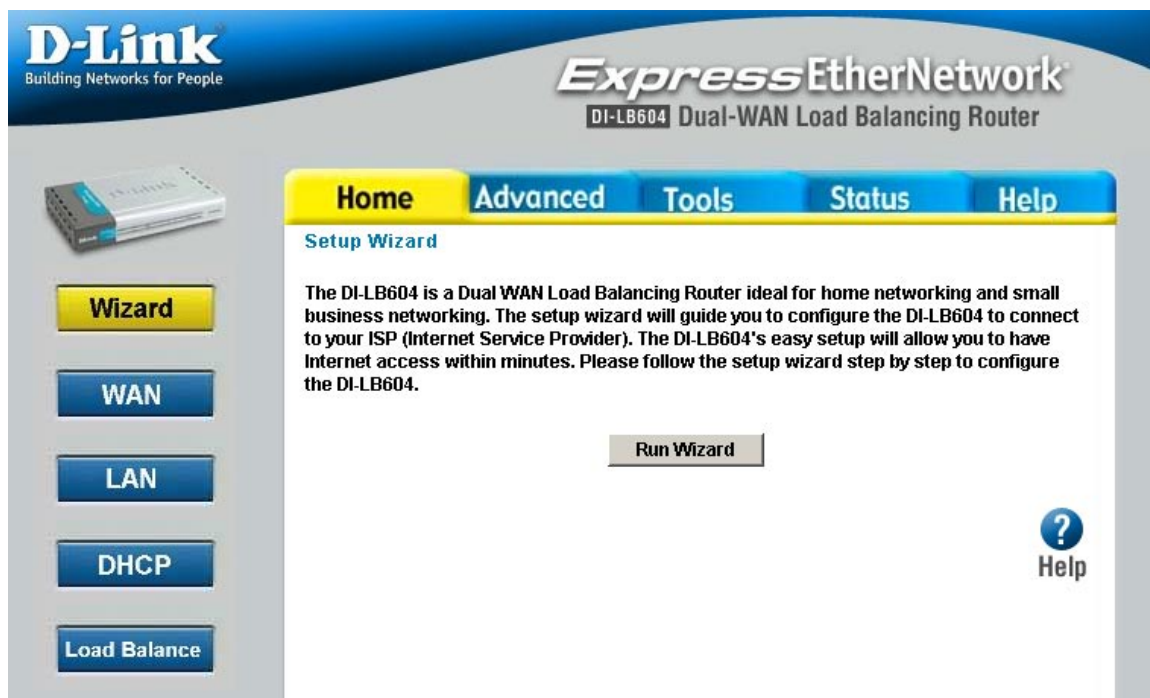 D-Link
Building Networks for People
Express EtherNetwork
DI-LB604 Dual-WAN Load Balancing Router
Home
Advanced
Tools
Status
Help
Wizard
WAN
LAN
DHCP
Load Balance
Setup Wizard
The DI-LB604 is a Dual WAN Load Balancing Router ideal for home networking and small
business networking. The setup wizard will guide you to configure the DI-LB604 to connect
to your ISP (Internet Service Provider). The DI-LB604's easy setup will allow you to have
Internet access within minutes. Please follow the setup wizard step by step to configure
the DI-LB604.
Run Wizard
?
Help